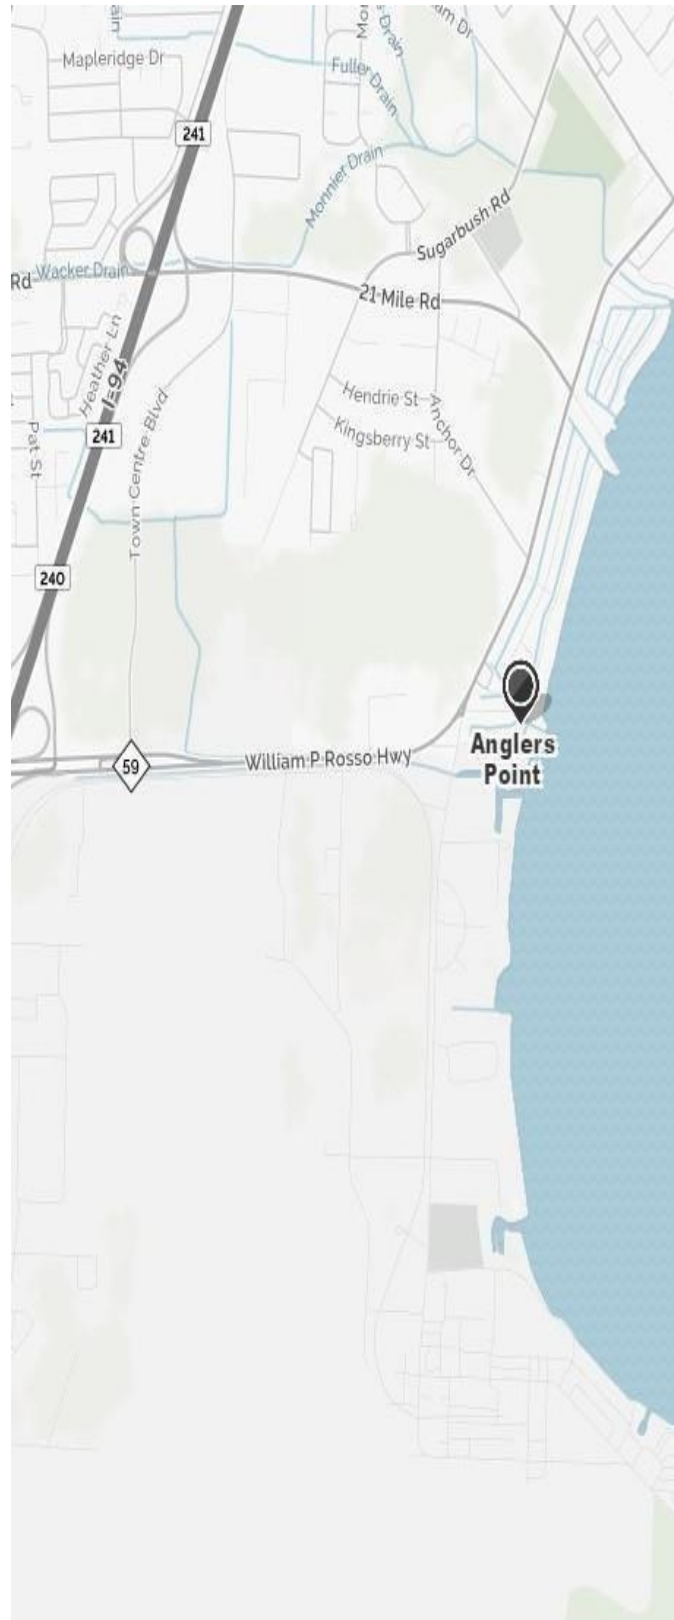 Drain
Mapleridge Dr
Fuller Drain
241
Monnier Drain
Sugarbush Rd
Rd
Wacker Drain
21 Mile Rd
Heather Ln
I-94
Hendrie St
Anchor Dr
Kingsberry St
241
Pat St
Town Centre Blvd
240
Anglers
Point
William P Rosso Hwy
59